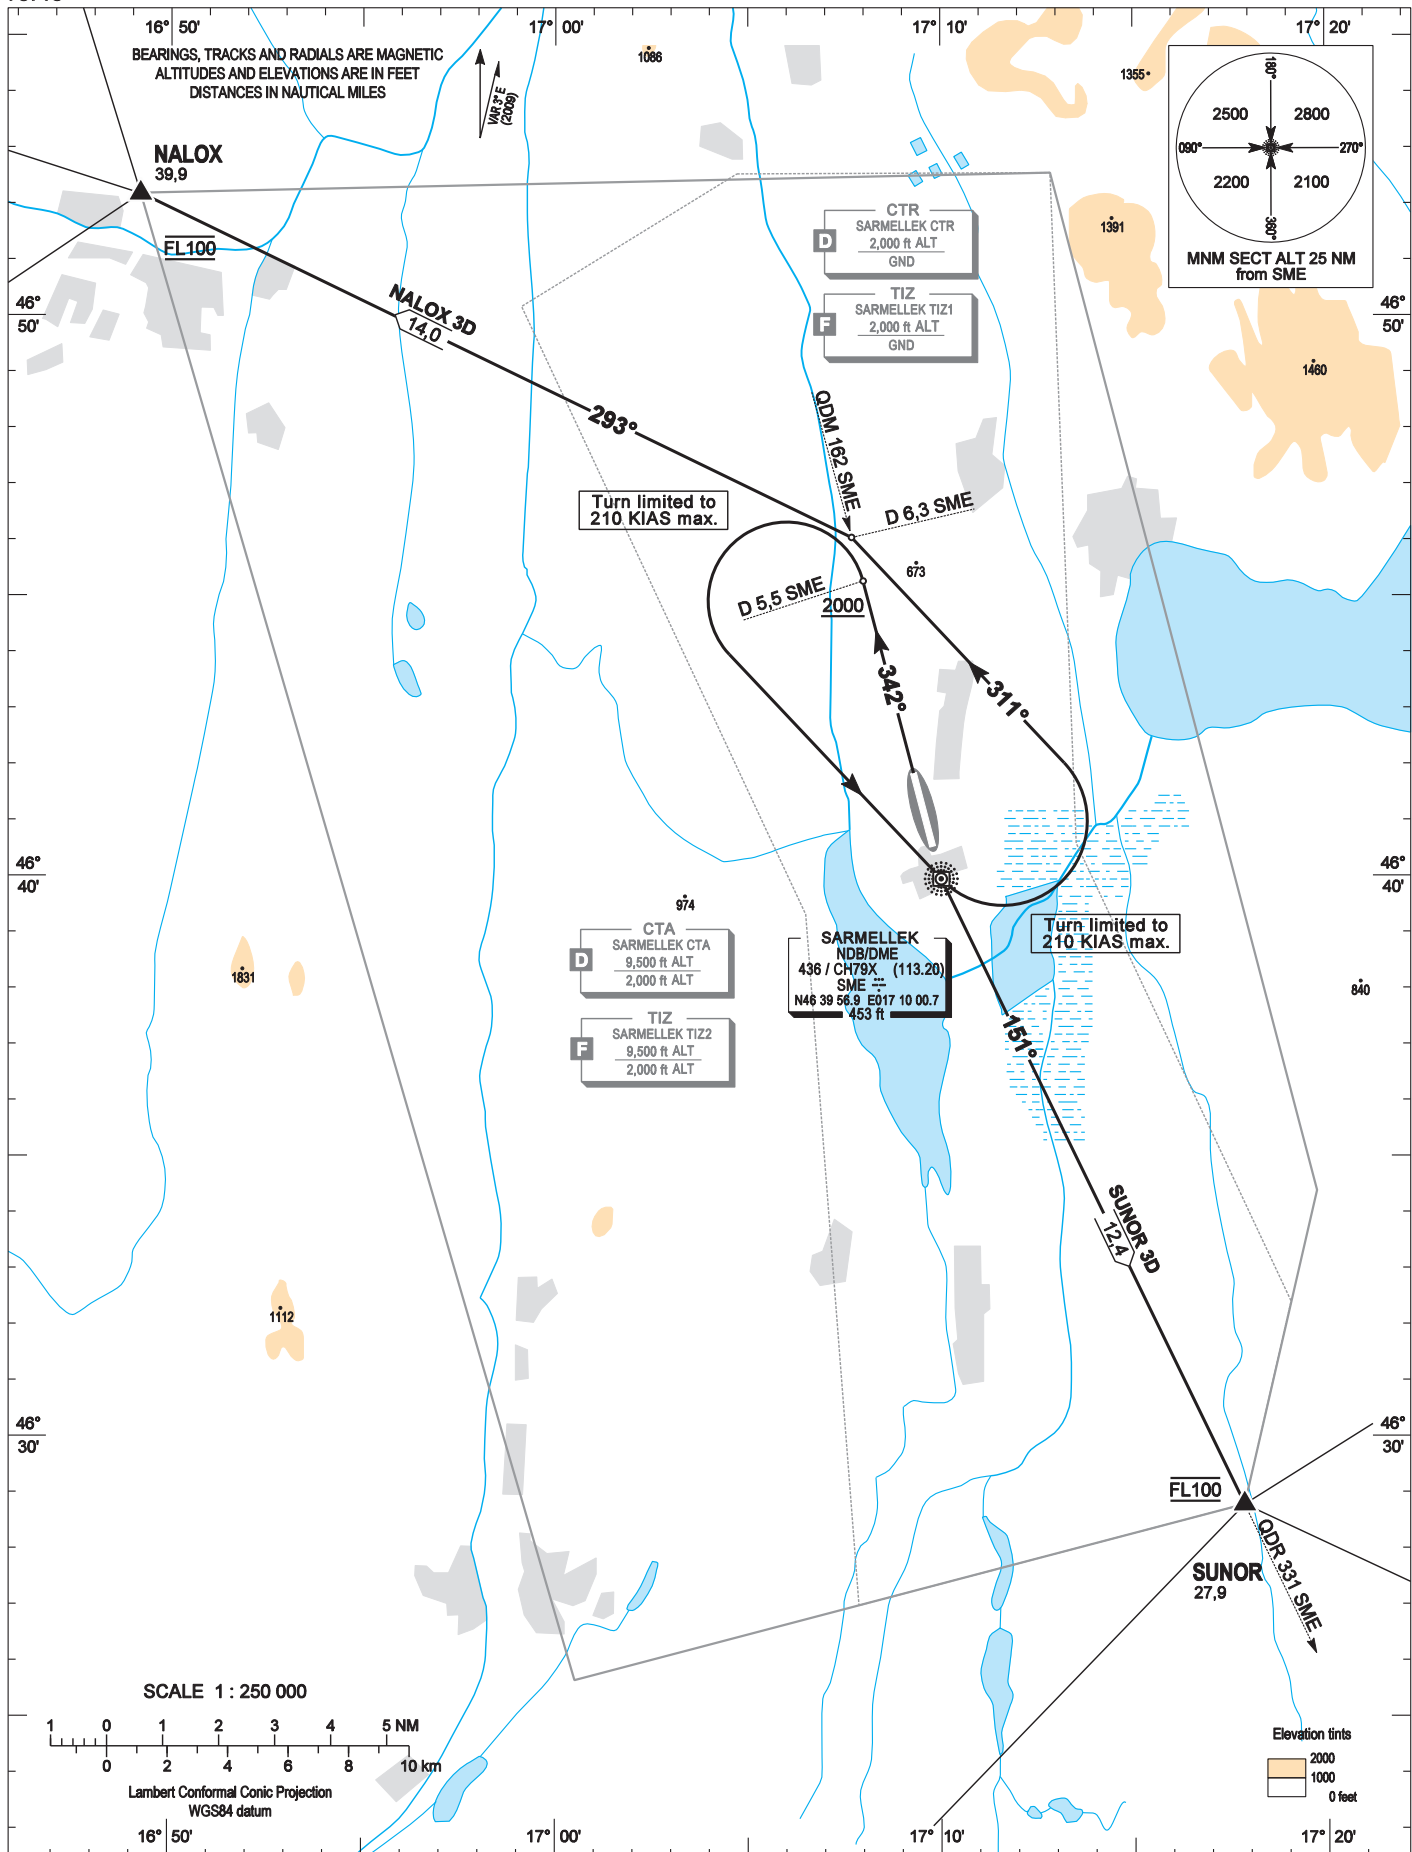 16° 50'
17° 00'
17° 10'
17° 20'
BEARINGS, TRACKS AND RADIALS ARE MAGNETIC
ALTITUDES AND ELEVATIONS ARE IN FEET
DISTANCES IN NAUTICAL MILES
VAR 3° E
(2009)
1086
1355
180°
2500
2800
090°
270°
2200
2100
360°
MNM SECT ALT 25 NM
from SME
NALOX
39,9
FL100
CTR
SARMELLEK CTR
D
2,000 ft ALT
GND
TIZ
SARMELLEK TIZ1
F
2,000 ft ALT
GND
1391
46°
50'
46°
50'
NALOX 3D
14,0
1460
293°
QDM 162 SME
Turn limited to
210 KIAS max.
D 6,3 SME
673
D 5,5 SME
2000
342°
311°
46°
40'
46°
40'
974
CTA
SARMELLEK CTA
D
9,500 ft ALT
2,000 ft ALT
TIZ
SARMELLEK TIZ2
F
9,500 ft ALT
2,000 ft ALT
Turn limited to
210 KIAS max.
SARMELLEK
NDB/DME
436 / CH79X (113.20)
SME
N46 39 56.9 E017 10 00.7
453 ft
1831
840
151°
SUNOR 3D
12,4
1112
46°
30'
46°
30'
FL100
SUNOR
27,9
QDR 331 SME
SCALE 1 : 250 000
1 0 1 2 3 4 5 NM
0 2 4 6 8 10 km
Lambert Conformal Conic Projection
WGS84 datum
Elevation tints
2000
1000
0 feet
16° 50'
17° 00'
17° 10'
17° 20'